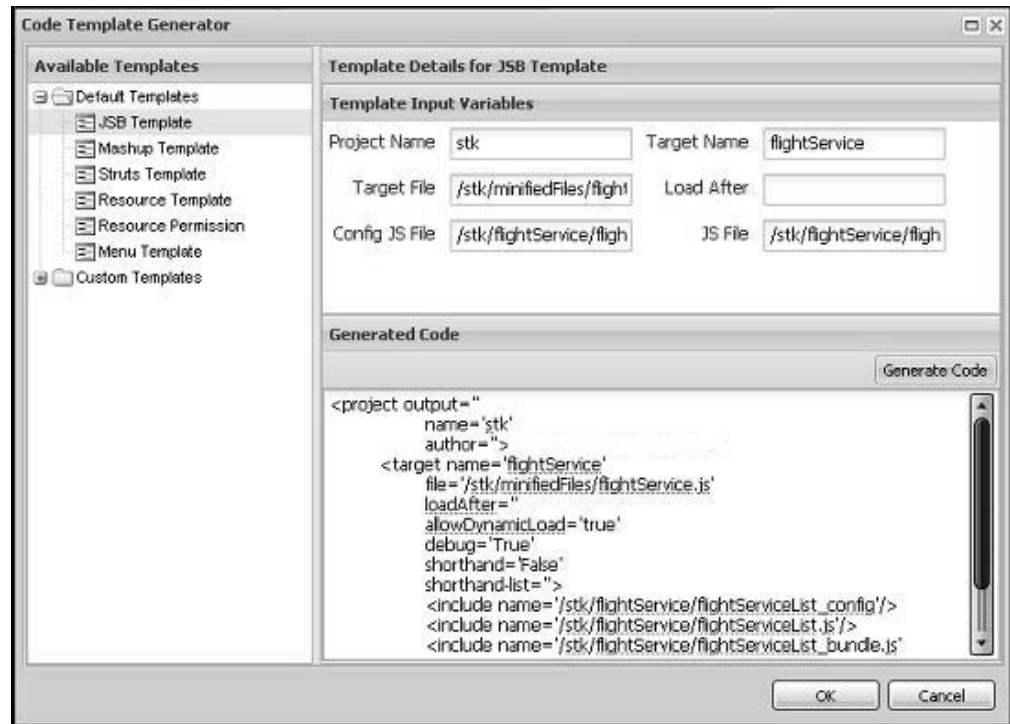 Code Template Generator
Available Templates
Default Templates
JSB Template
Mashup Template
Struts Template
Resource Template
Resource Permission
Menu Template
Custom Templates
Template Details for JSB Template
Template Input Variables
Project Name stk Target Name flightService
Target File /stk/minifiedFiles/flight Load After
Config JS File /stk/flightService/fligh JS File /stk/flightService/fligh
Generated Code
Generate Code
<project output=''
name='stk'
author=''>
<target name='flightService'
file='/stk/minifiedFiles/flightService.js'
loadAfter=''
allowDynamicLoad='true'
debug='True'
shorthand='False'
shorthand-list=''>
<include name='/stk/flightService/flightServiceList_config'/>
<include name='/stk/flightService/flightServiceList.js'/>
<include name='/stk/flightService/flightServiceList_bundle.js'
OK Cancel